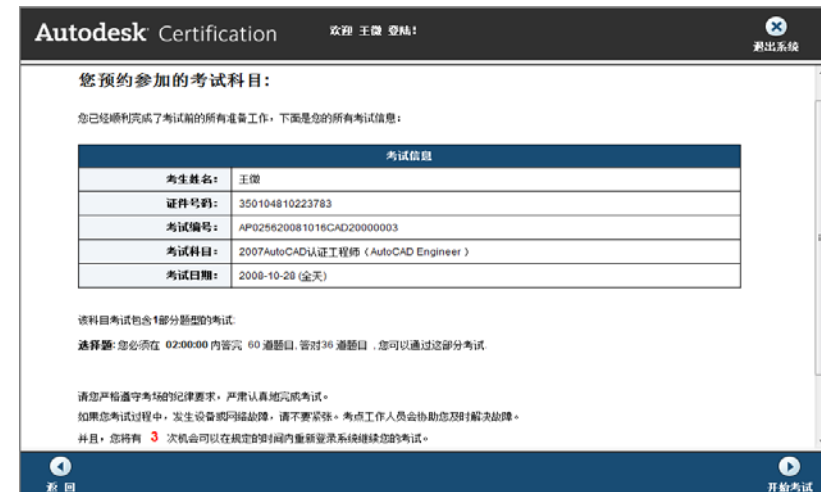 Autodesk Certification
欢迎 王微 登陆!
退出系统
您预约参加的考试科目:
您已经顺利完成了考试前的所有准备工作,下面是您的所有考试信息:
考试信息
考生姓名: 王微
证件号码: 350104810223783
考试编号: AP025620081016CAD20000003
考试科目: 2007AutoCAD认证工程师(AutoCAD Engineer)
考试日期: 2008-10-28 (全天)
该科目考试包含1部分题型的考试:
选择题: 您必须在 02:00:00 内答完 60 道题目, 答对36 道题目 , 您可以通过这部分考试
请您严格遵守考场的纪律要求,严肃认真地完成考试。
如果您考试过程中,发生设备或网络故障,请不要紧张。考点工作人员会协助您及时解决故障。
并且,您将有 3 次机会可以在规定的时间内重新登录系统继续您的考试。
返 回
开始考试